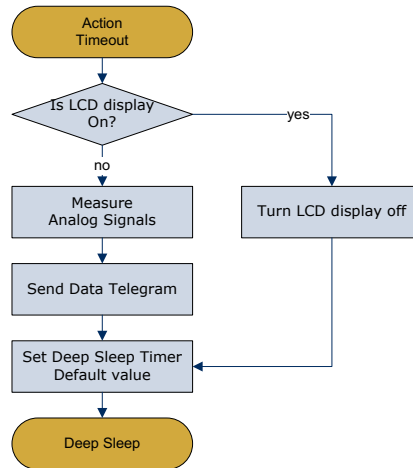 Action
Timeout
Is LCD display
On?
yes
no
Measure
Analog Signals
Turn LCD display off
Send Data Telegram
Set Deep Sleep Timer
Default value
Deep Sleep